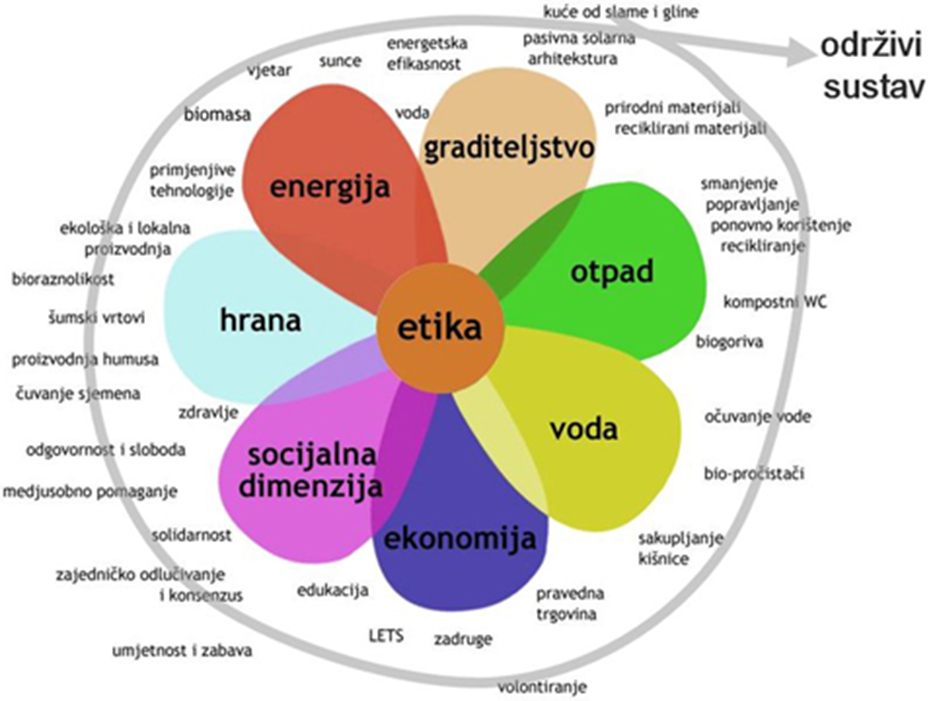 kuće od slame i gline
održivi
sustav
pasivna solarna
arhitekstura
energetska
efikasnost
sunce
vjetar
voda
biomasa
prirodni materijali
reciklirani materijali
graditeljstvo
energija
primjenjive
tehnologije
smanjenje
popravljanje
ponovno korištenje
recikliranje
ekološka i lokalna
proizvodnja
otpad
bioraznolikost
kompostni WC
šumski vrtovi
hrana
etika
biogoriva
proizvodnja humusa
čuvanje sjemena
zdravlje
očuvanje vode
voda
odgovornost i sloboda
socijalna
dimenzija
bio-pročistači
medjusobno pomaganje
solidarnost
ekonomija
sakupljanje
kišnice
zajedničko odlučivanje
i konsenzus
edukacija
pravedna
trgovina
LETS
zadruge
umjetnost i zabava
volontiranje